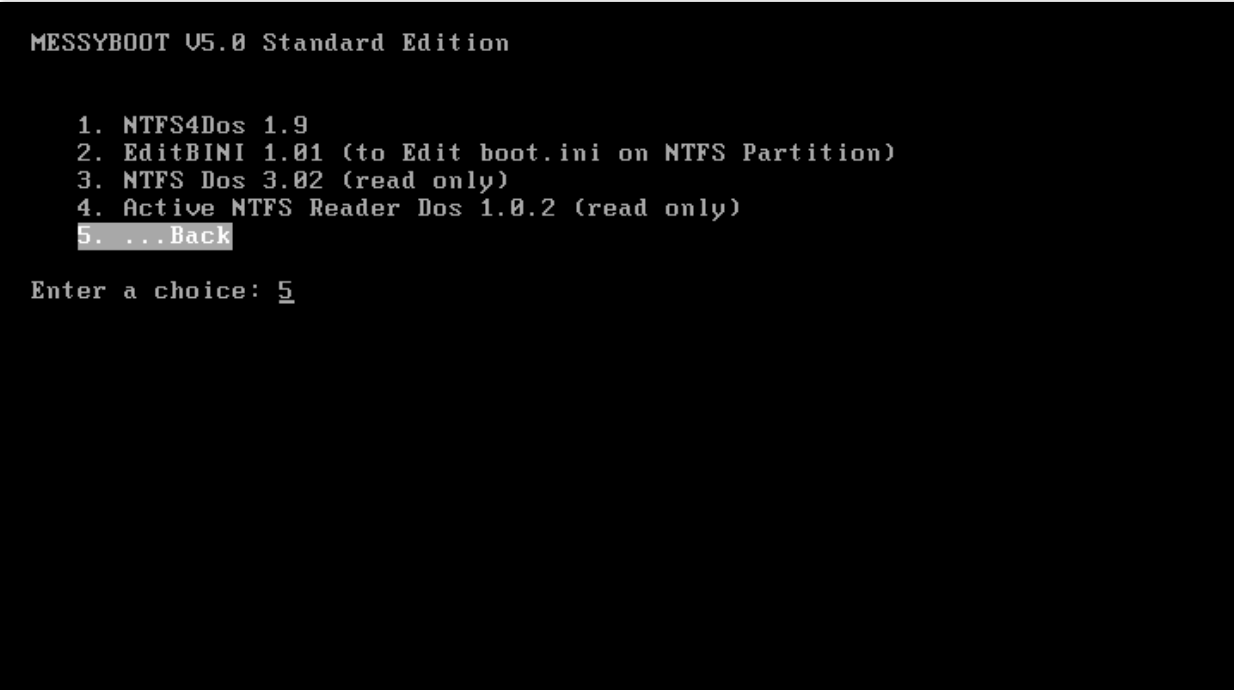 MESSYBOOT V5.0 Standard Edition
1. NTFS4Dos 1.9
2. EditBINI 1.01 (to Edit boot.ini on NTFS Partition)
3. NTFS Dos 3.02 (read only)
4. Active NTFS Reader Dos 1.0.2 (read only)
5. ...Back
Enter a choice: 5